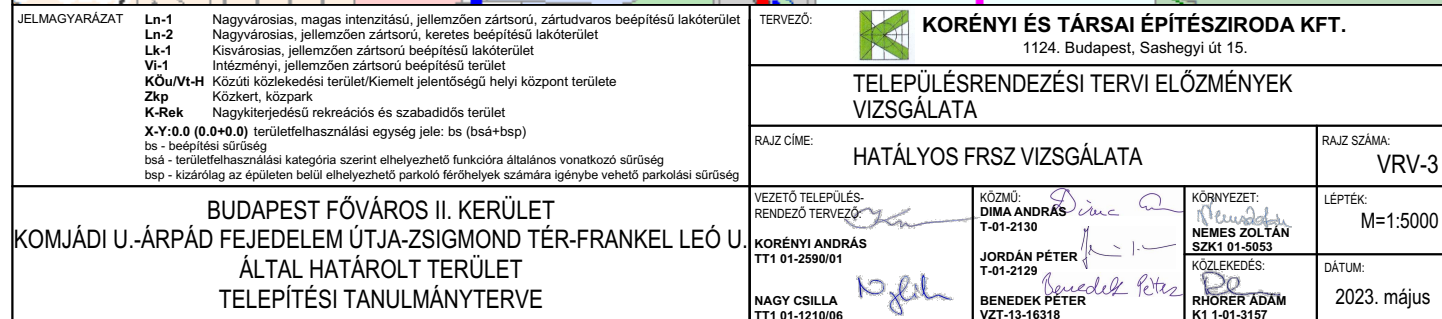 JELMAGYARÁZAT
Ln-1 Nagyvárosias, magas intenzitású, jellemzően zártsorú, zártudvaros beépítésű lakóterület
Ln-2 Nagyvárosias, jellemzően zártsorú, keretes beépítésű lakóterület
Lk-1 Kisvárosias, jellemzően zártsorú beépítésű lakóterület
Vi-1 Intézményi, jellemzően zártsorú beépítésű terület
KÖu/Vt-H Közúti közlekedési terület/Kiemelt jelentőségű helyi központ területe
Zkp Közkert, közpark
K-Rek Nagykiterjedésű rekreációs és szabadidős terület
X-Y:0.0 (0.0+0.0) területfelhasználási egység jele: bs (bsá+bsp)
bs - beépítési sűrűség
bsá - területfelhasználási kategória szerint elhelyezhető funkcióra általános vonatkozó sűrűség
bsp - kizárólag az épületen belül elhelyezhető parkoló férőhelyek számára igénybe vehető parkolási sűrűség
BUDAPEST FŐVÁROS II. KERÜLET
KOMJÁDI U.-ÁRPÁD FEJEDELEM ÚTJA-ZSIGMOND TÉR-FRANKEL LEÓ U.
ÁLTAL HATÁROLT TERÜLET
TELEPÍTÉSI TANULMÁNYTERVE
TERVEZŐ:
KORÉNYI ÉS TÁRSAI ÉPÍTÉSZIRODA KFT.
1124. Budapest, Sashegyi út 15.
TELEPÜLÉSRENDEZÉSI TERVI ELŐZMÉNYEK
VIZSGÁLATA
RAJZ CÍME:
HATÁLYOS FRSZ VIZSGÁLATA
RAJZ SZÁMA:
VRV-3
VEZETŐ TELEPÜLÉS-
RENDEZŐ TERVEZŐ:
KORÉNYI ANDRÁS
TT1 01-2590/01
NAGY CSILLA
TT1 01-1210/06
KÖZMŰ:
DIMA ANDRÁS
T-01-2130
JORDÁN PÉTER
T-01-2129
Benedek Péter
BENEDEK PÉTER
VZT-13-16318
KÖRNYEZET:
NEMES ZOLTÁN
SZK1 01-5053
KÖZLEKEDÉS:
RHORER ÁDÁM
K1 1-01-3157
LÉPTÉK:
M=1:5000
DÁTUM:
2023. május